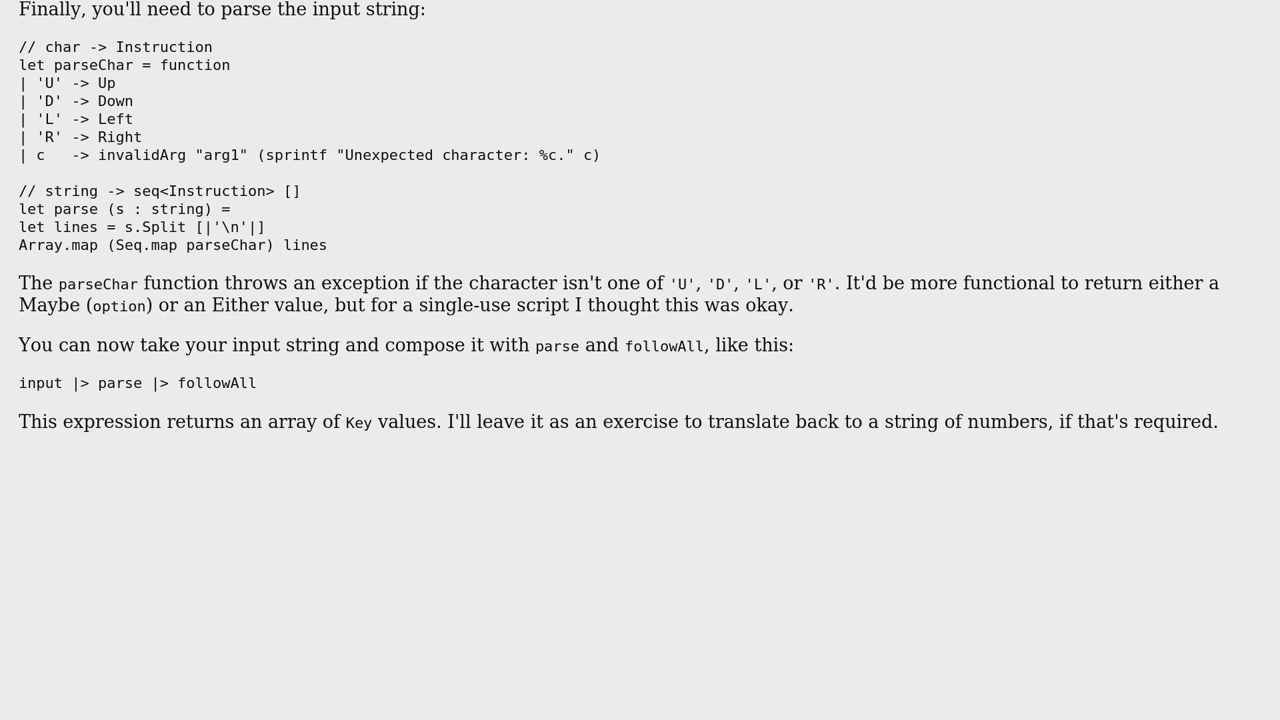 Finally, you'll need to parse the input string:
// char -> Instruction
let parseChar = function
| 'U' -> Up
| 'D' -> Down
| 'L' -> Left
| 'R' -> Right
| c   -> invalidArg "arg1" (sprintf "Unexpected character: %c." c)
// string -> seq<Instruction> []
let parse (s : string) =
let lines = s.Split [|'\n'|]
Array.map (Seq.map parseChar) lines
The parseChar function throws an exception if the character isn't one of 'U', 'D', 'L', or 'R'. It'd be more functional to return either a
Maybe (option) or an Either value, but for a single-use script I thought this was okay.
You can now take your input string and compose it with parse and followAll, like this:
input |> parse |> followAll
This expression returns an array of Key values. I'll leave it as an exercise to translate back to a string of numbers, if that's required.